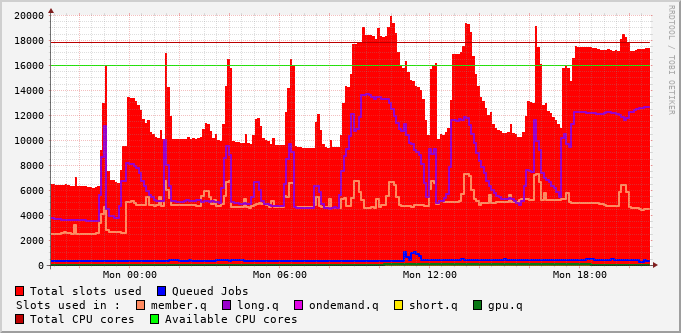 RRDTOOL / TOBI OETIKER
20000
18000
16000
14000
12000
10000
8000
6000
4000
2000
0
Mon 00:00 Mon 06:00 Mon 12:00 Mon 18:00
Total slots used Queued Jobs
Slots used in : member.q long.q ondemand.q short.q gpu.q
Total CPU cores Available CPU cores